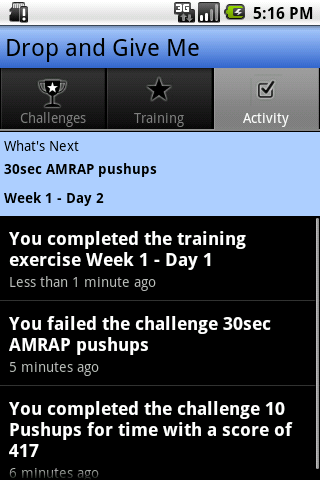 3G 5:16 PM
Drop and Give Me
Challenges Training Activity
What's Next
30sec AMRAP pushups
Week 1 - Day 2
You completed the training
exercise Week 1 - Day 1
Less than 1 minute ago
You failed the challenge 30sec
AMRAP pushups
5 minutes ago
You completed the challenge 10
Pushups for time with a score of
417
6 minutes ago